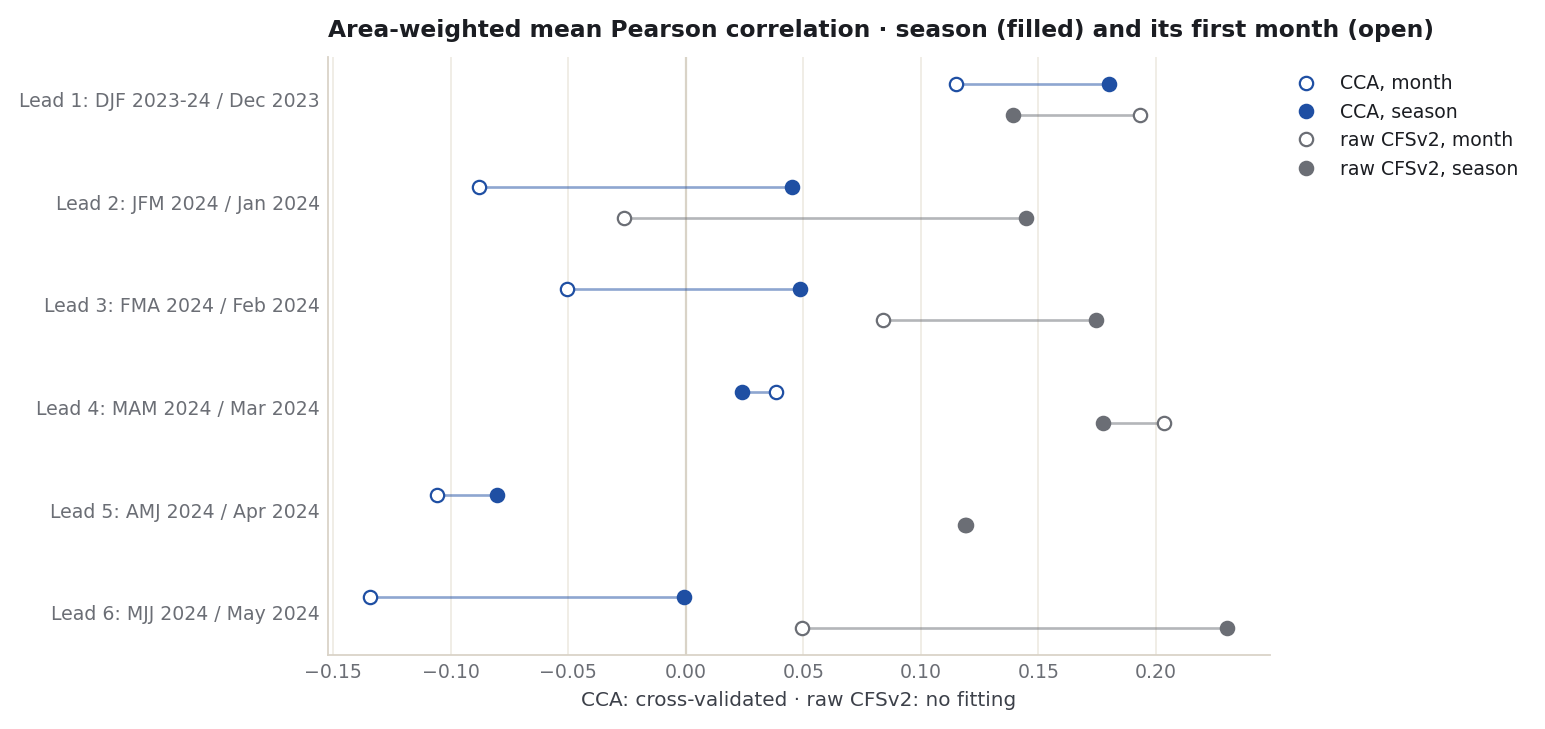 Area-weighted mean Pearson correlation · season (filled) and its first month (open)
CCA, month
CCA, season
raw CFSv2, month
raw CFSv2, season
Lead 1: DJF 2023-24 / Dec 2023
Lead 2: JFM 2024 / Jan 2024
Lead 3: FMA 2024 / Feb 2024
Lead 4: MAM 2024 / Mar 2024
Lead 5: AMJ 2024 / Apr 2024
Lead 6: MJJ 2024 / May 2024
−0.15 −0.10 −0.05 0.00 0.05 0.10 0.15 0.20
CCA: cross-validated · raw CFSv2: no fitting